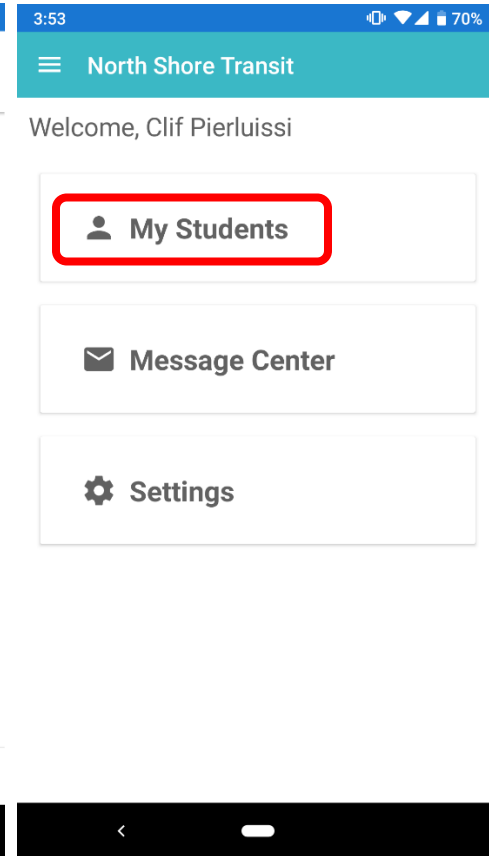 3:53 70%
North Shore Transit
Welcome, Clif Pierluissi
My Students
Message Center
Settings